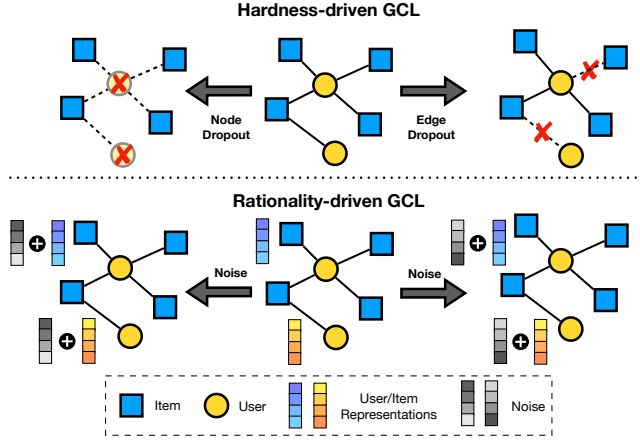 Hardness-driven GCL
Node
Dropout
Edge
Dropout
Rationality-driven GCL
Noise
Noise
Item
User
User/Item
Representations
Noise